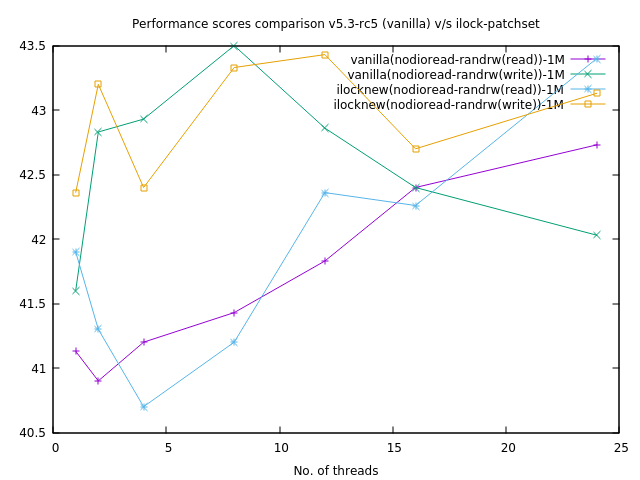 Performance scores comparison v5.3-rc5 (vanilla) v/s ilock-patchset
43.5
43
42.5
42
41.5
41
40.5
vanilla(nodioread-randrw(read))-1M
vanilla(nodioread-randrw(write))-1M
ilocknew(nodioread-randrw(read))-1M
ilocknew(nodioread-randrw(write))-1M
0 5 10 15 20 25
No. of threads